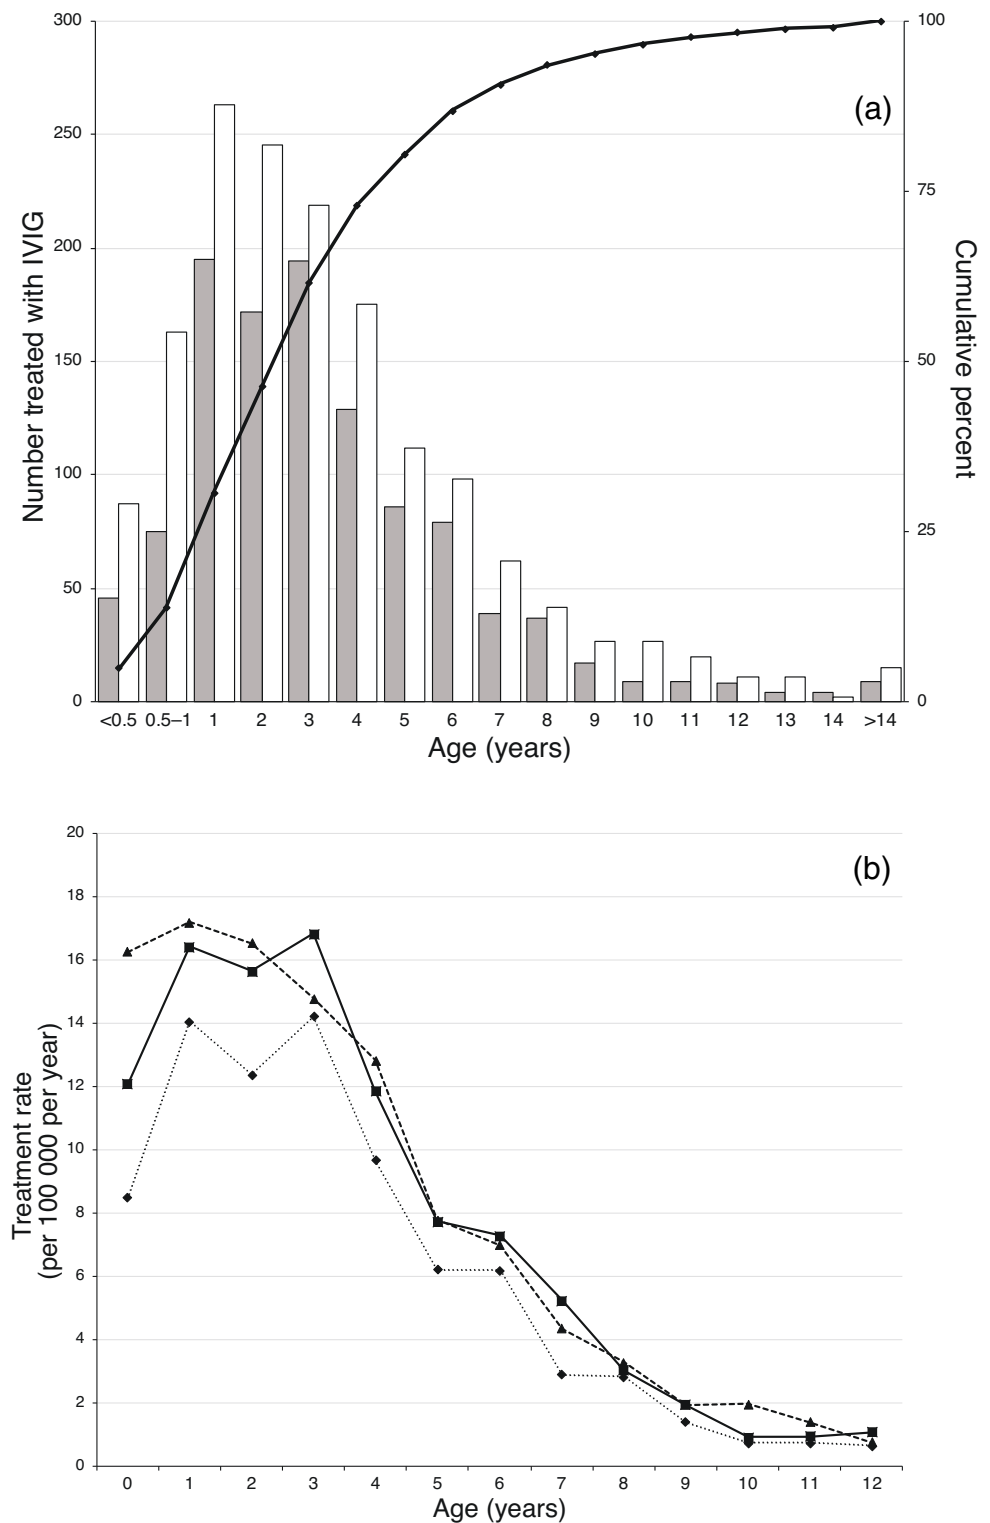 300
250
200
150
100
50
0
100
75
50
25
0
(a)
Number treated with IVIG
Cumulative percent
<0.5 0.5–1 1 2 3 4 5 6 7 8 9 10 11 12 13 14 >14
Age (years)
20
18
16
14
12
10
8
6
4
2
0
(b)
Treatment rate
(per 100 000 per year)
0 1 2 3 4 5 6 7 8 9 10 11 12
Age (years)